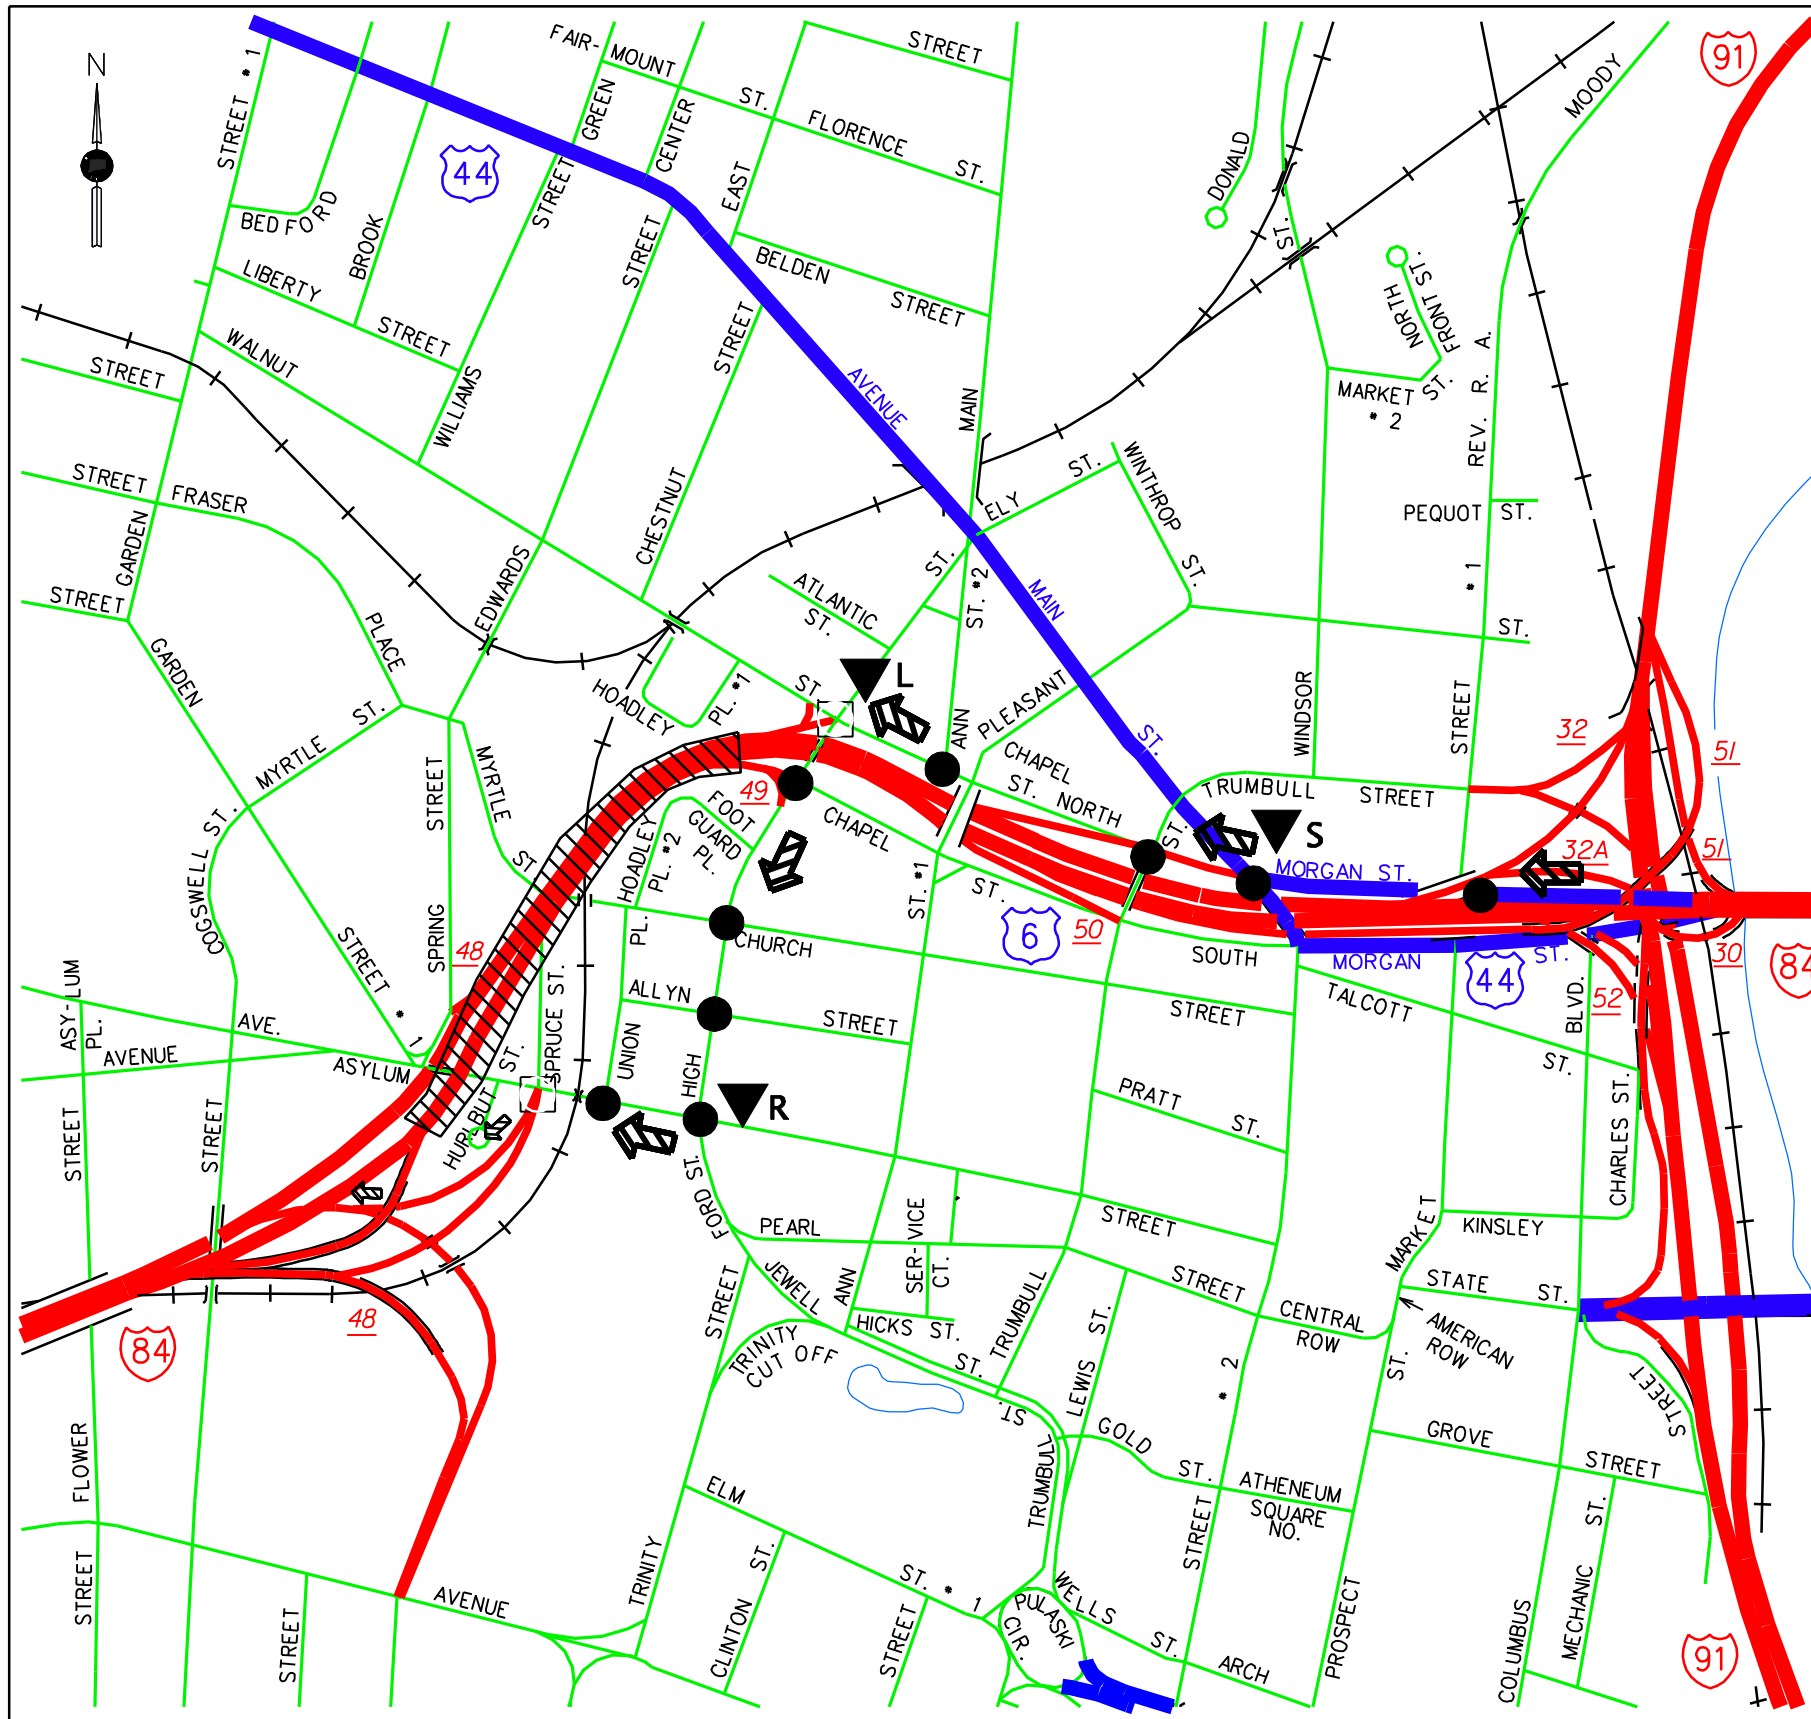 N
STREET # 1
FAIR- MOUNT ST.
STREET
91
MOODY
GREEN
CENTER
FLORENCE ST.
44
STREET
EAST
DONALD
ST.
BEDFORD
BROOK
STREET
BELDEN STREET
NORTH
FRONT ST.
LIBERTY STREET
WALNUT
STREET
WILLIAMS
STREET
AVENUE
MAIN
MARKET ST.
# 2
REV. R. A.
STREET
FRASER
GARDEN
CHESTNUT
ELY ST.
WINTHROP ST.
PEQUOT ST.
# 1
STREET
EDWARDS
PLACE
ATLANTIC
ST.
ST.
ST. #2
MAIN
ST.
GARDEN
HOADLEY
PL. #1
ST.
L
PLEASANT
WINDSOR
STREET
MYRTLE ST.
MYRTLE
ANN
CHAPEL
ST.
NORTH
ST.
TRUMBULL STREET
32
51
STREET
49
FOOT
GUARD
PL.
CHAPEL
ST.
S
MORGAN ST.
32A
51
COGSWELL ST.
ST.
HOADLEY
PL. #2
ST. #1
ST.
SPRING
STREET # 1
48
PL.
CHURCH
6
50
SOUTH
MORGAN
ST.
44
30
84
ASY-LUM
PL.
AVE.
AVENUE
ASYLUM
ST.
SPRUCE ST.
ALLYN
STREET
STREET
TALCOTT
ST.
BLVD.
52
UNION
HIGH
HURLBUT
R
PRATT
ST.
CHARLES ST.
STREET
STREET
ST.
FORD ST.
PEARL
SER-VICE
CT.
STREET
MARKET
KINSLEY
STREET
JEWELL
ANN
TRUMBULL
STREET
STATE ST.
84
48
TRINITY
CUT OFF
HICKS ST.
ST.
LEWIS ST.
CENTRAL
ROW
AMERICAN
ROW
ST.
# 2
STREET
FLOWER
ST.
GOLD
ST.
GROVE
STREET
ELM
TRUMBULL
ATHENEUM
SQUARE
NO.
ST.
STREET
STREET
AVENUE
STREET
TRINITY
CLINTON ST.
ST. # 1
STREET
PULASKI
CIR.
WELLS
ST.
ARCH
PROSPECT
COLUMBUS
MECHANIC
91